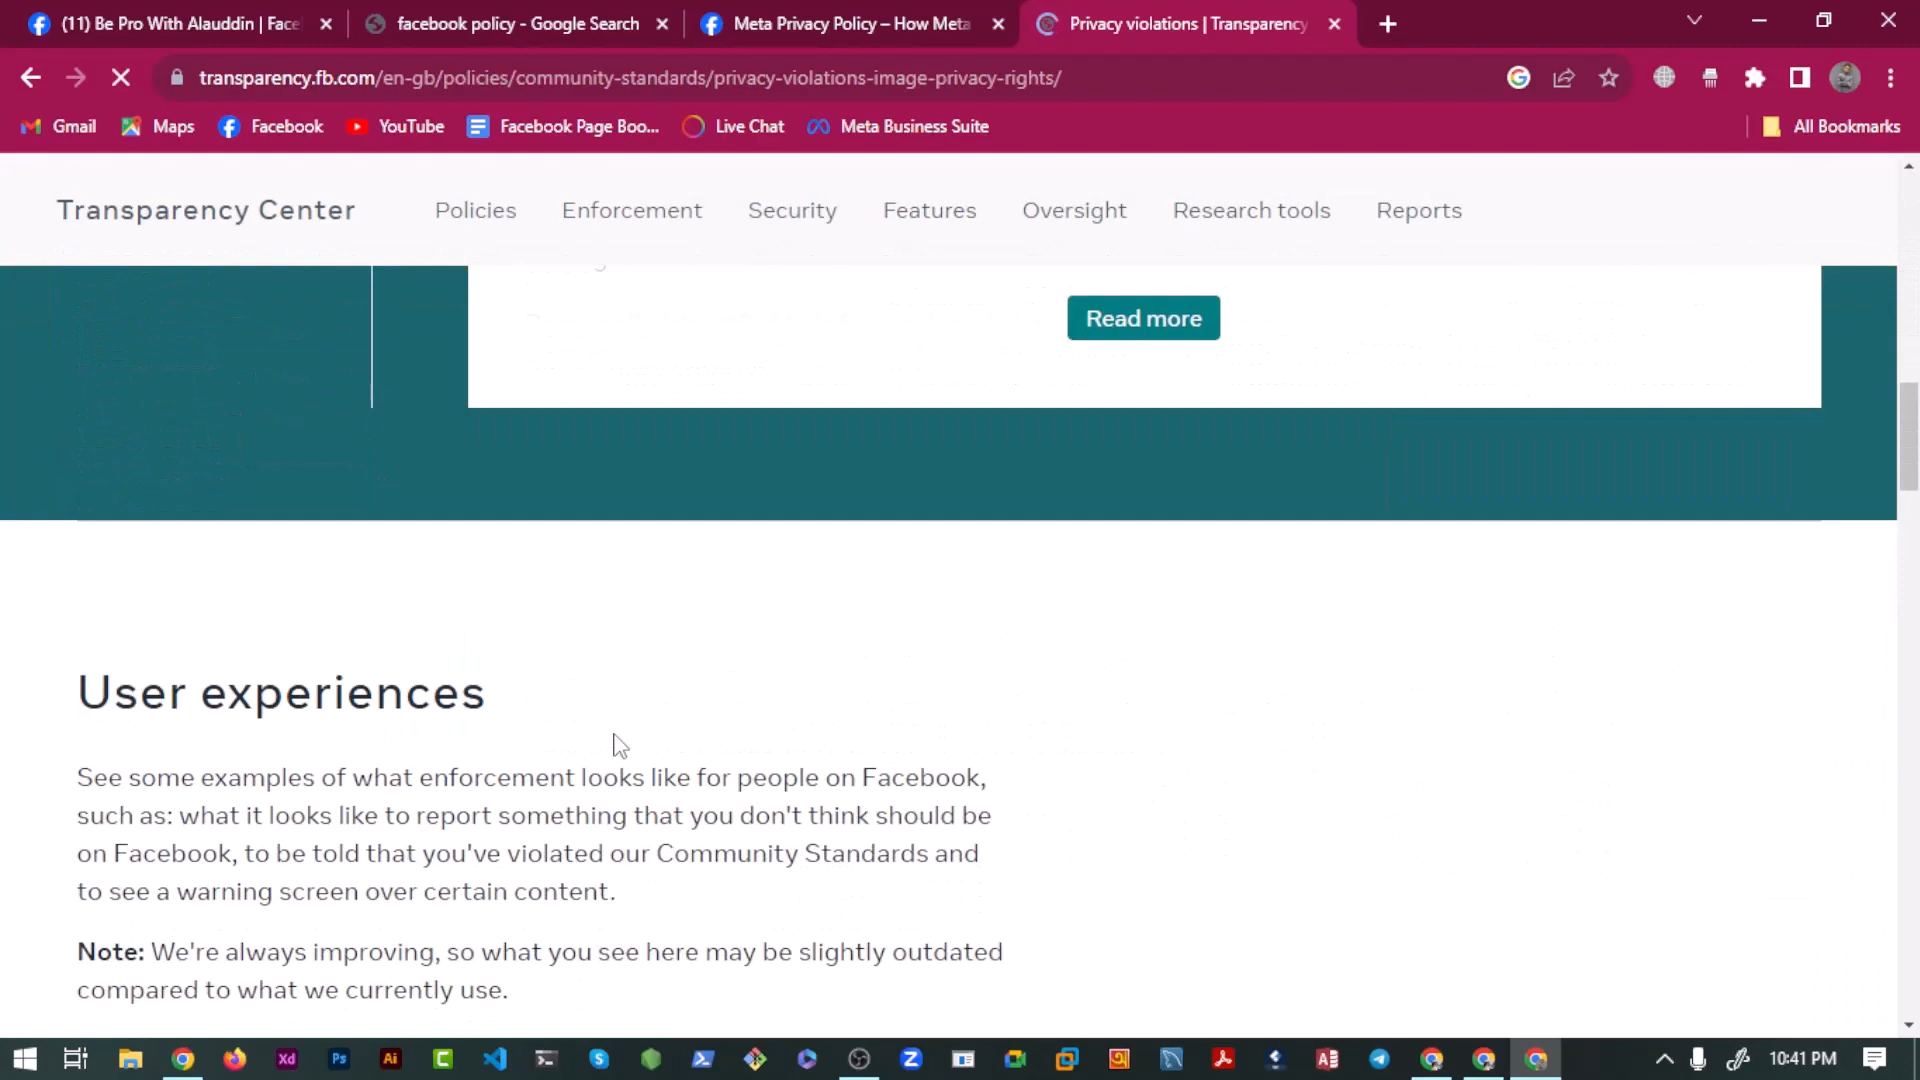 (11) Be Pro With Alauddin | Face
facebook policy - Google Search
Meta Privacy Policy – How Meta
Privacy violations | Transparency
transparency.fb.com/en-gb/policies/community-standards/privacy-violations-image-privacy-rights/
Gmail
Maps
Facebook
YouTube
Facebook Page Boo...
Live Chat
Meta Business Suite
All Bookmarks
Transparency Center
Policies
Enforcement
Security
Features
Oversight
Research tools
Reports
Read more
User experiences
See some examples of what enforcement looks like for people on Facebook,
such as: what it looks like to report something that you don't think should be
on Facebook, to be told that you've violated our Community Standards and
to see a warning screen over certain content.
Note: We're always improving, so what you see here may be slightly outdated
compared to what we currently use.
Xd
Ps
Ai
10:41 PM